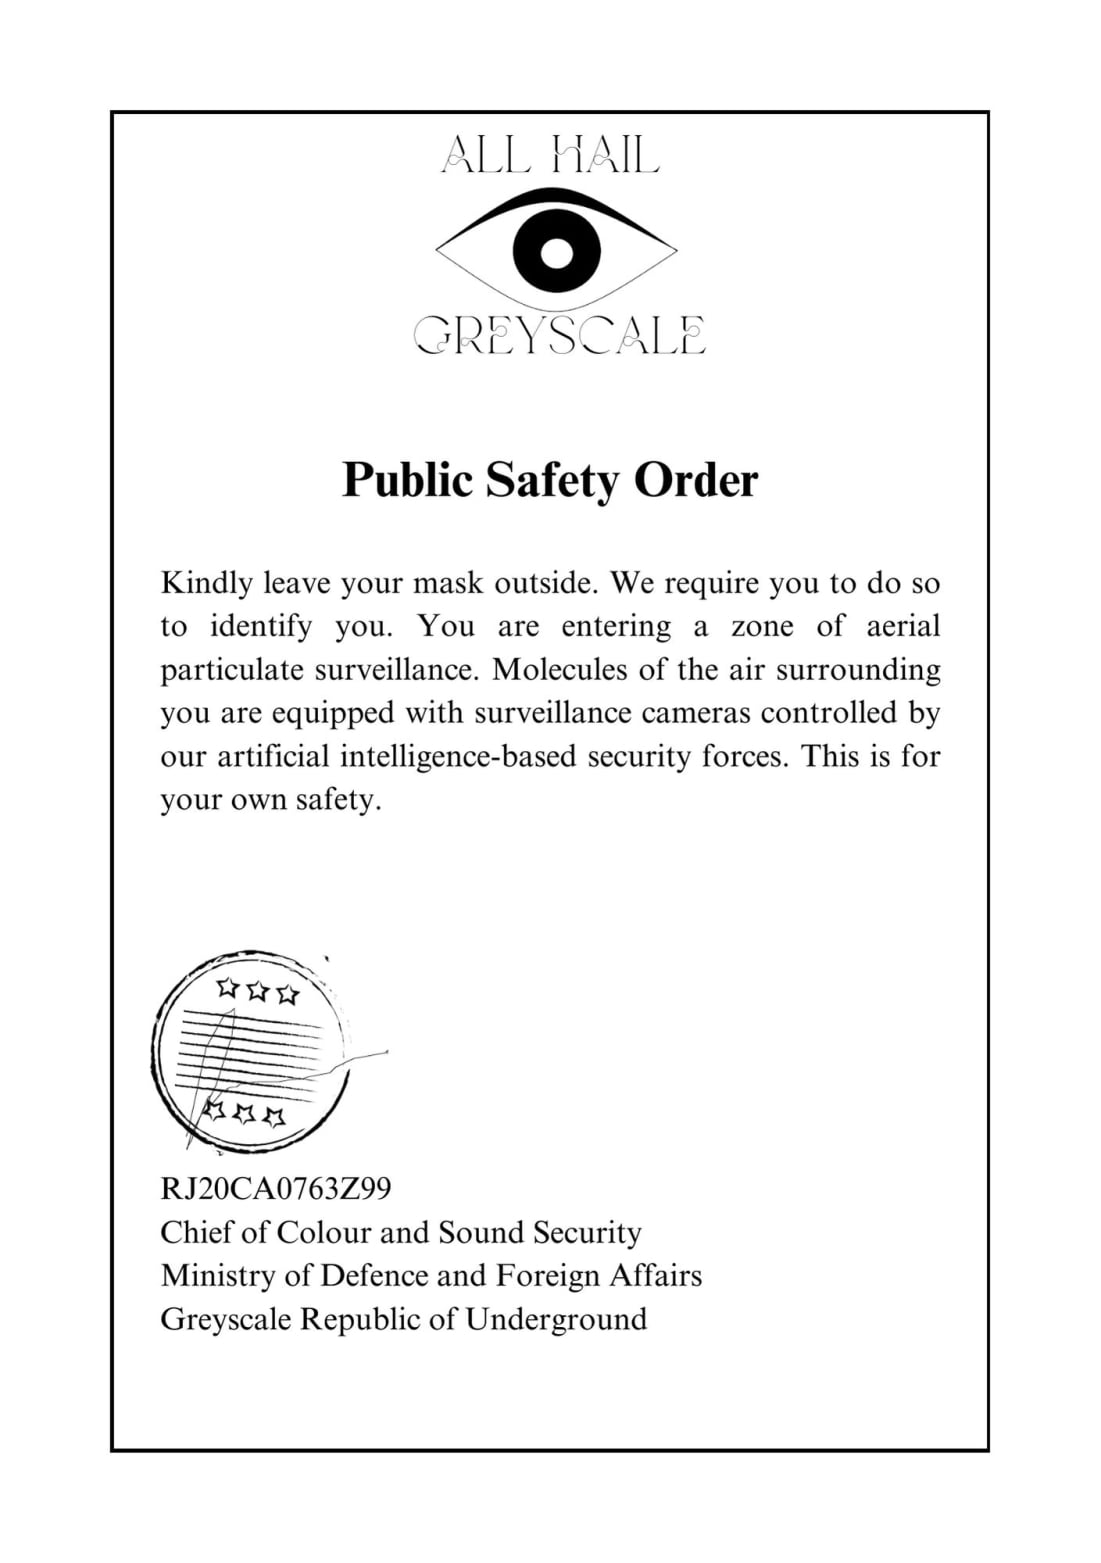 ALL HAIL
GREYSCALE
Public Safety Order
Kindly leave your mask outside. We require you to do so
to identify you. You are entering a zone of aerial
particulate surveillance. Molecules of the air surrounding
you are equipped with surveillance cameras controlled by
our artificial intelligence-based security forces. This is for
your own safety.
RJ20CA0763Z99
Chief of Colour and Sound Security
Ministry of Defence and Foreign Affairs
Greyscale Republic of Underground